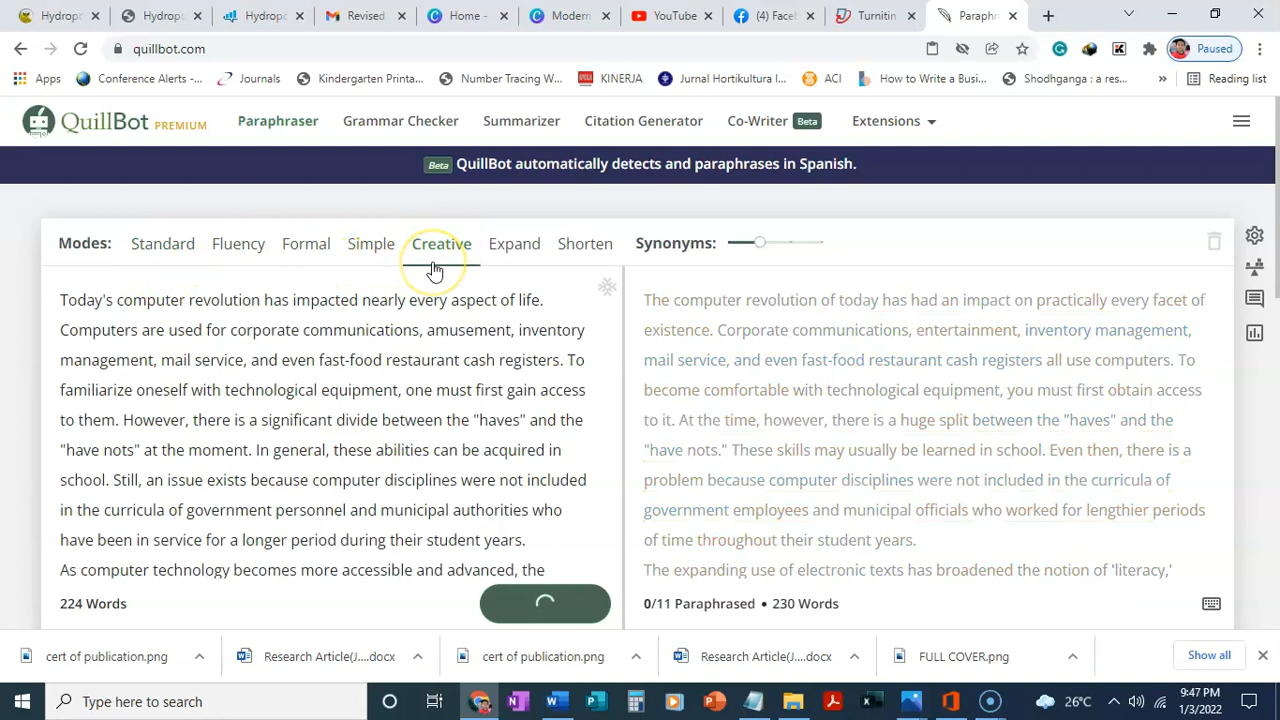 Hydrop
Hydrop
Hydropc
Revised
Home -
Modern
YouTube
(4) Faceb
Turnitin
Paraphr
quillbot.com
Paused
Apps
Conference Alerts -...
Journals
Kindergarten Printa...
Number Tracing W...
KINERJA
Jurnal Hortikultura I...
ACI
How to Write a Busi...
Shodhganga : a res...
Reading list
QuillBot PREMIUM
Paraphraser
Grammar Checker
Summarizer
Citation Generator
Co-Writer Beta
Extensions
Beta QuillBot automatically detects and paraphrases in Spanish.
Modes: Standard Fluency Formal Simple Creative Expand Shorten Synonyms:
Today's computer revolution has impacted nearly every aspect of life.
Computers are used for corporate communications, amusement, inventory
management, mail service, and even fast-food restaurant cash registers. To
familiarize oneself with technological equipment, one must first gain access
to them. However, there is a significant divide between the "haves" and the
"have nots" at the moment. In general, these abilities can be acquired in
school. Still, an issue exists because computer disciplines were not included
in the curricula of government personnel and municipal authorities who
have been in service for a longer period during their student years.
As computer technology becomes more accessible and advanced, the
224 Words
The computer revolution of today has had an impact on practically every facet of
existence. Corporate communications, entertainment, inventory management,
mail service, and even fast-food restaurant cash registers all use computers. To
become comfortable with technological equipment, you must first obtain access
to it. At the time, however, there is a huge split between the "haves" and the
"have nots." These skills may usually be learned in school. Even then, there is a
problem because computer disciplines were not included in the curricula of
government employees and municipal officials who worked for lengthier periods
of time throughout their student years.
The expanding use of electronic texts has broadened the notion of 'literacy,'
0/11 Paraphrased • 230 Words
cert of publication.png
Research Article(J....docx
cert of publication.png
Research Article(J....docx
FULL COVER.png
Show all
Type here to search
26°C
9:47 PM
1/3/2022